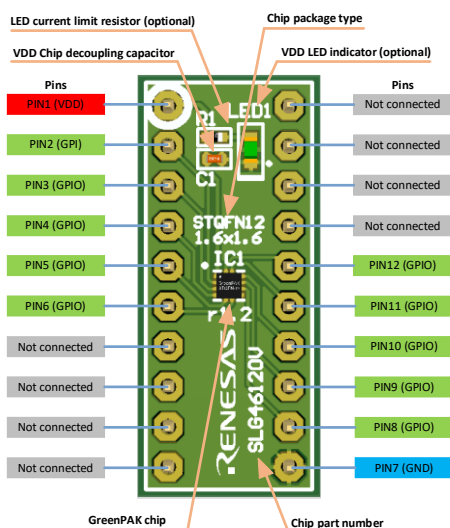 LED current limit resistor (optional)
Chip package type
VDD Chip decoupling capacitor
VDD LED indicator (optional)
Pins
Pins
PIN1 (VDD)
Not connected
PIN2 (GPI)
Not connected
PIN3 (GPIO)
Not connected
PIN4 (GPIO)
Not connected
PIN5 (GPIO)
PIN12 (GPIO)
PIN6 (GPIO)
PIN11 (GPIO)
Not connected
PIN10 (GPIO)
Not connected
PIN9 (GPIO)
Not connected
PIN8 (GPIO)
Not connected
PIN7 (GND)
LED1
R1
C1
STQFN12
1.6x1.6
IC1
GreenPAK
r1.2
RENESAS
SLG46120V
GreenPAK chip
Chip part number